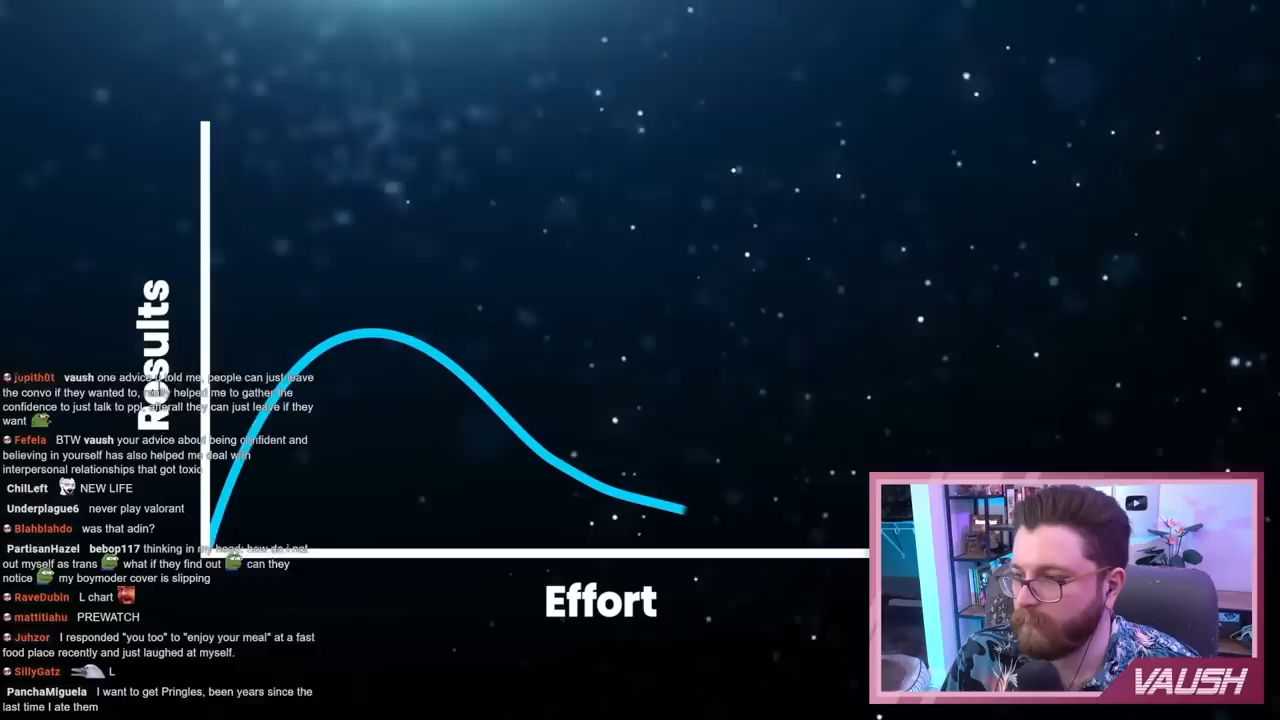 Results
jupith0t vaush one advice u told me, people can just leave
the convo if they wanted to, really helped me to gather the
confidence to just talk to ppl, afterall they can just leave if they
want
Fefela BTW vaush your advice about being confident and
believing in yourself has also helped me deal with
interpersonal relationships that got toxic
ChilLeft NEW LIFE
Underplague6 never play valorant
Blahblahdo was that adin?
PartisanHazel bebop117 thinking in my head: how do i not
out myself as trans what if they find out can they
notice my boymoder cover is slipping
RaveDubin L chart
mattitiahu PREWATCH
Juhzor I responded "you too" to "enjoy your meal" at a fast
food place recently and just laughed at myself.
SillyGatz L
PanchaMiguela I want to get Pringles, been years since the
last time I ate them
Effort
VAUSH